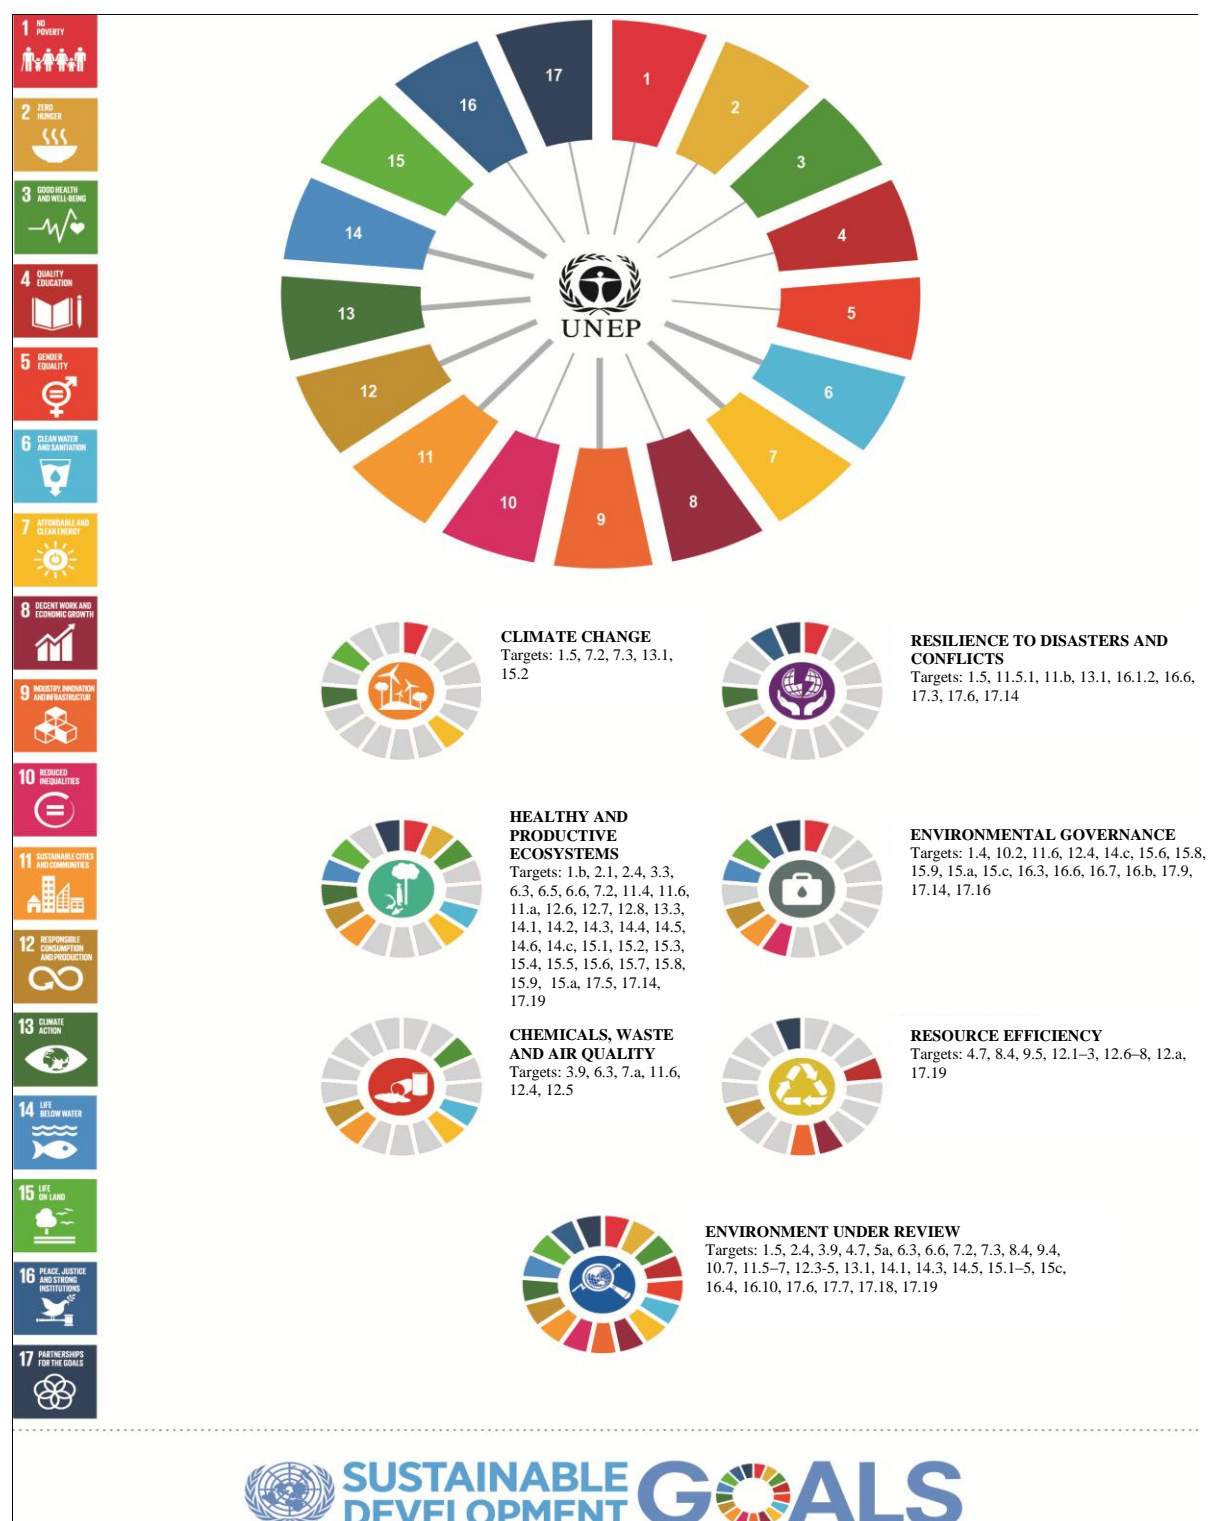 1 NO
POVERTY
2 ZERO
HUNGER
3 GOOD HEALTH
AND WELL-BEING
4 QUALITY
EDUCATION
5 GENDER
EQUALITY
6 CLEAN WATER
AND SANITATION
7 AFFORDABLE AND
CLEAN ENERGY
8 DECENT WORK AND
ECONOMIC GROWTH
9 INDUSTRY, INNOVATION
AND INFRASTRUCTUR
10 REDUCED
INEQUALITIES
11 SUSTAINABLE CITIES
AND COMMUNITIES
12 RESPONSIBLE
CONSUMPTION
AND PRODUCTION
13 CLIMATE
ACTION
14 LIFE
BELOW WATER
15 LIFE
ON LAND
16 PEACE, JUSTICE
AND STRONG
INSTITUTIONS
17 PARTNERSHIPS
FOR THE GOALS
1
2
3
4
5
6
7
8
9
10
11
12
13
14
15
16
17
UNEP
CLIMATE CHANGE
Targets: 1.5, 7.2, 7.3, 13.1,
15.2
RESILIENCE TO DISASTERS AND
CONFLICTS
Targets: 1.5, 11.5.1, 11.b, 13.1, 16.1.2, 16.6,
17.3, 17.6, 17.14
HEALTHY AND
PRODUCTIVE
ECOSYSTEMS
Targets: 1.b, 2.1, 2.4, 3.3,
6.3, 6.5, 6.6, 7.2, 11.4, 11.6,
11.a, 12.6, 12.7, 12.8, 13.3,
14.1, 14.2, 14.3, 14.4, 14.5,
14.6, 14.c, 15.1, 15.2, 15.3,
15.4, 15.5, 15.6, 15.7, 15.8,
15.9, 15.a, 17.5, 17.14,
17.19
ENVIRONMENTAL GOVERNANCE
Targets: 1.4, 10.2, 11.6, 12.4, 14.c, 15.6, 15.8,
15.9, 15.a, 15.c, 16.3, 16.6, 16.7, 16.b, 17.9,
17.14, 17.16
CHEMICALS, WASTE
AND AIR QUALITY
Targets: 3.9, 6.3, 7.a, 11.6,
12.4, 12.5
RESOURCE EFFICIENCY
Targets: 4.7, 8.4, 9.5, 12.1–3, 12.6–8, 12.a,
17.19
ENVIRONMENT UNDER REVIEW
Targets: 1.5, 2.4, 3.9, 4.7, 5a, 6.3, 6.6, 7.2, 7.3, 8.4, 9.4,
10.7, 11.5–7, 12.3-5, 13.1, 14.1, 14.3, 14.5, 15.1–5, 15c,
16.4, 16.10, 17.6, 17.7, 17.18, 17.19
SUSTAINABLE
DEVELOPMENT
GOALS